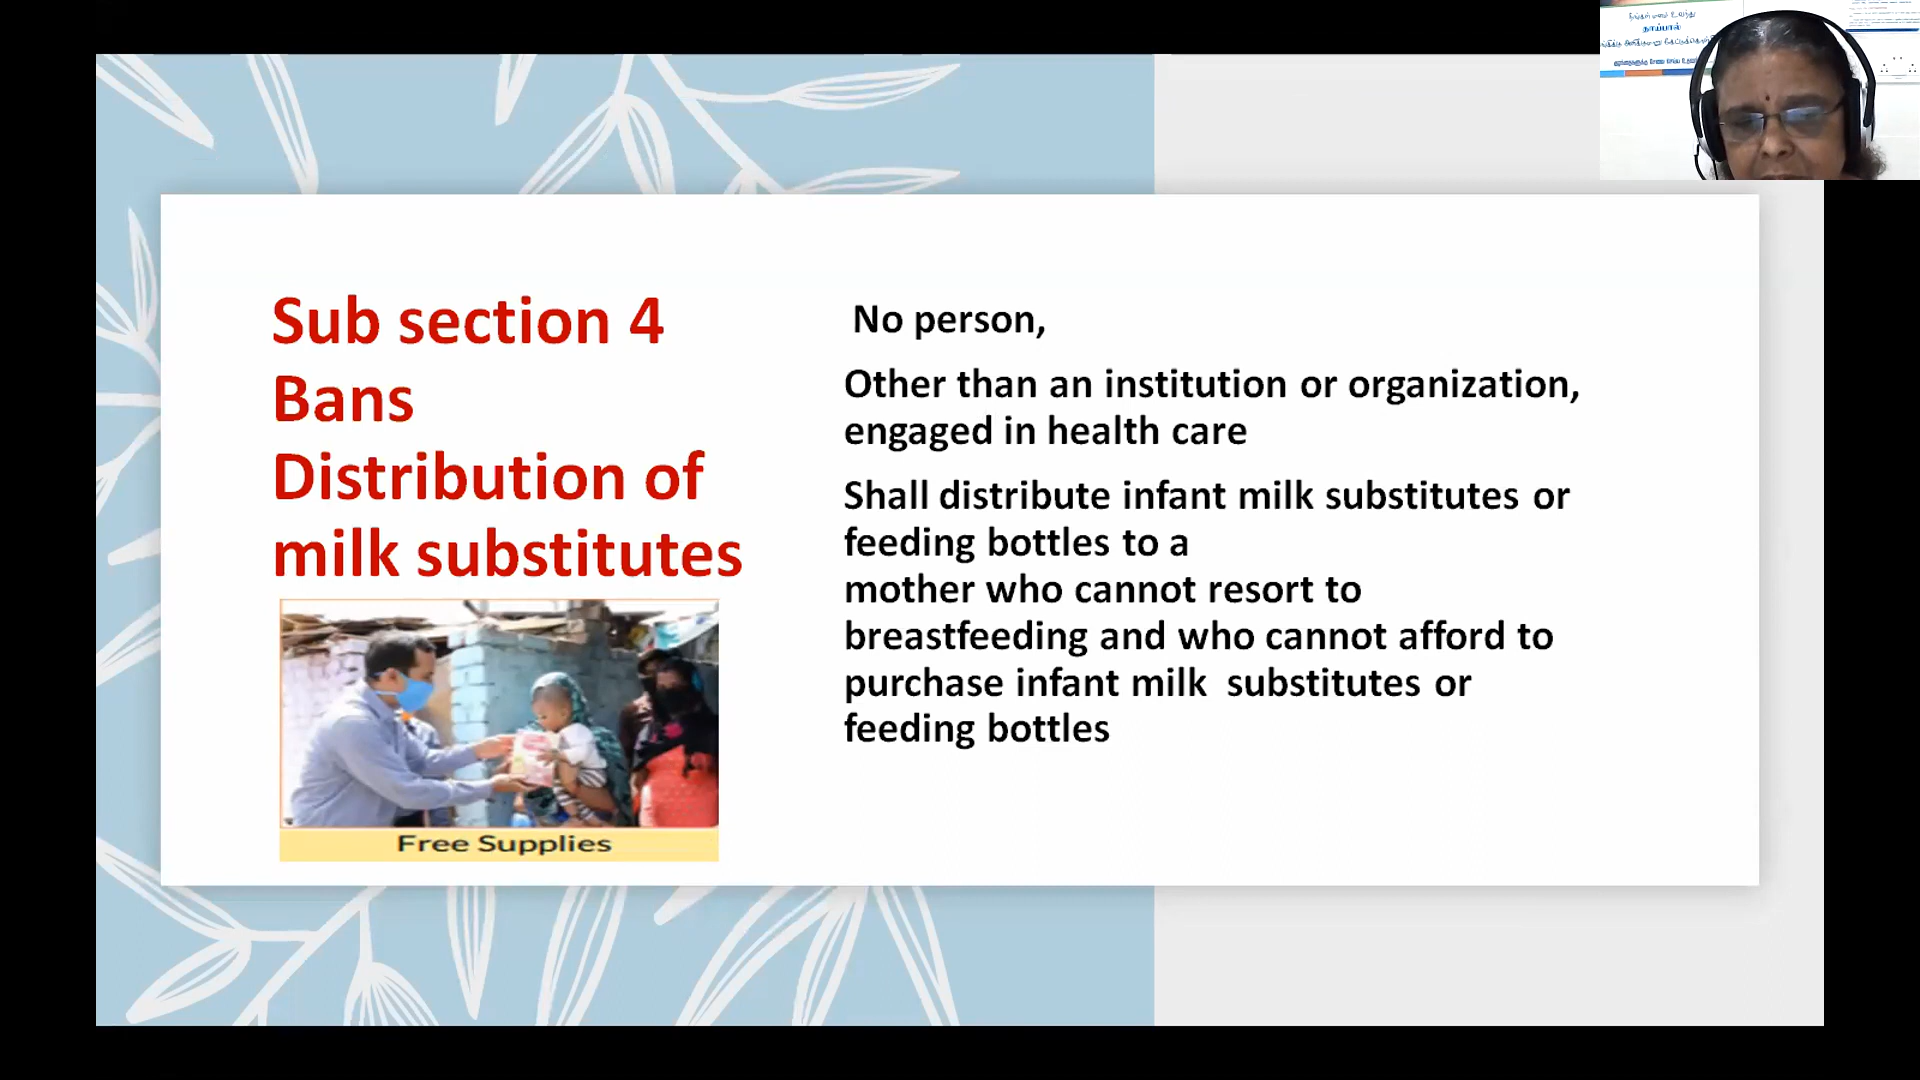 Sub section 4
Bans
Distribution of
milk substitutes
Free Supplies
No person,
Other than an institution or organization,
engaged in health care
Shall distribute infant milk substitutes or
feeding bottles to a
mother who cannot resort to
breastfeeding and who cannot afford to
purchase infant milk substitutes or
feeding bottles
தாய்ப்பால்